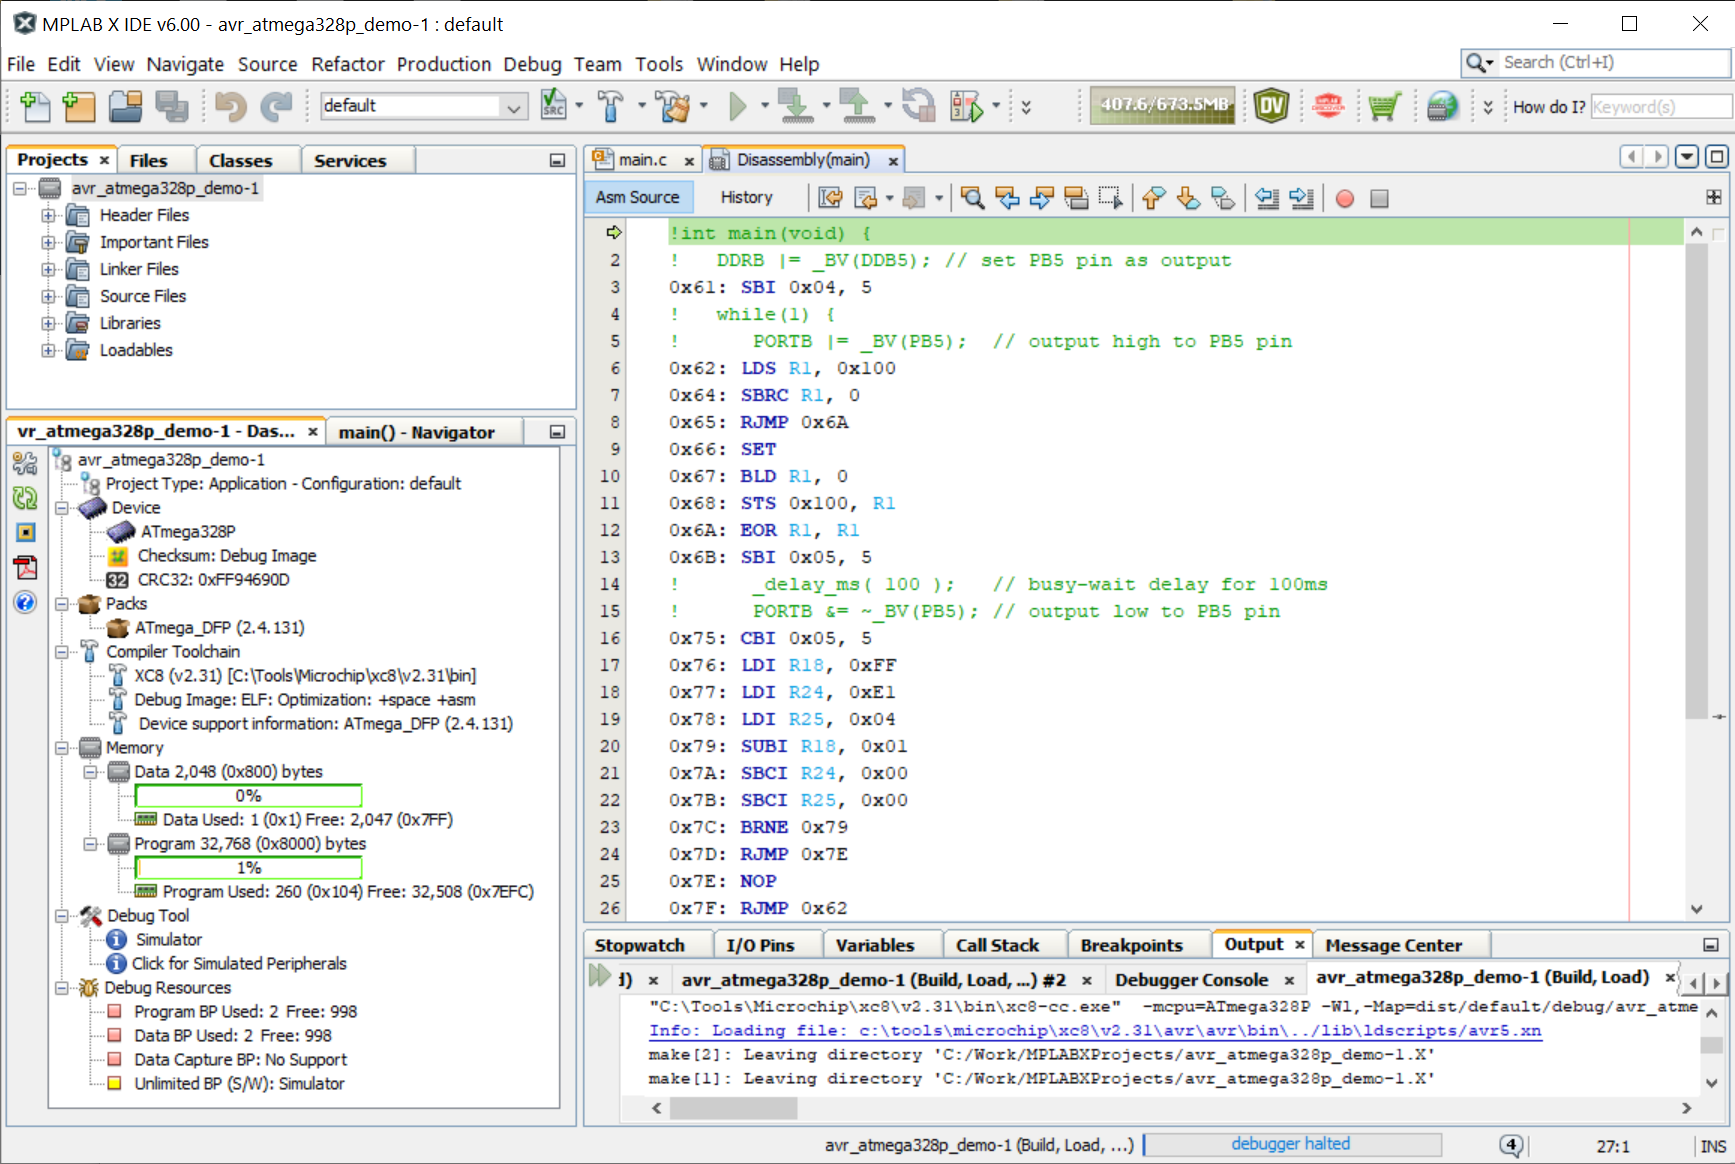 MPLAB X IDE v6.00 - avr_atmega328p_demo-1 : default
File Edit View Navigate Source Refactor Production Debug Team Tools Window Help
Search (Ctrl+I)
default
SRC
407.6/673.5MB
DV
How do I? Keyword(s)
Projects Files Classes Services
avr_atmega328p_demo-1
Header Files
Important Files
Linker Files
Source Files
Libraries
Loadables
vr_atmega328p_demo-1 - Das... main() - Navigator
avr_atmega328p_demo-1
Project Type: Application - Configuration: default
Device
ATmega328P
Checksum: Debug Image
32 CRC32: 0xFF94690D
Packs
ATmega_DFP (2.4.131)
Compiler Toolchain
XC8 (v2.31) [C:\Tools\Microchip\xc8\v2.31\bin]
Debug Image: ELF: Optimization: +space +asm
Device support information: ATmega_DFP (2.4.131)
Memory
Data 2,048 (0x800) bytes
0%
Data Used: 1 (0x1) Free: 2,047 (0x7FF)
Program 32,768 (0x8000) bytes
1%
Program Used: 260 (0x104) Free: 32,508 (0x7EFC)
Debug Tool
Simulator
Click for Simulated Peripherals
Debug Resources
Program BP Used: 2 Free: 998
Data BP Used: 2 Free: 998
Data Capture BP: No Support
Unlimited BP (S/W): Simulator
main.c Disassembly(main)
Asm Source History
!int main(void) {
2 !   DDRB |= _BV(DDB5); // set PB5 pin as output
3 0x61: SBI 0x04, 5
4 !   while(1) {
5 !      PORTB |= _BV(PB5);  // output high to PB5 pin
6 0x62: LDS R1, 0x100
7 0x64: SBRC R1, 0
8 0x65: RJMP 0x6A
9 0x66: SET
10 0x67: BLD R1, 0
11 0x68: STS 0x100, R1
12 0x6A: EOR R1, R1
13 0x6B: SBI 0x05, 5
14 !      _delay_ms( 100 );   // busy-wait delay for 100ms
15 !      PORTB &= ~_BV(PB5); // output low to PB5 pin
16 0x75: CBI 0x05, 5
17 0x76: LDI R18, 0xFF
18 0x77: LDI R24, 0xE1
19 0x78: LDI R25, 0x04
20 0x79: SUBI R18, 0x01
21 0x7A: SBCI R24, 0x00
22 0x7B: SBCI R25, 0x00
23 0x7C: BRNE 0x79
24 0x7D: RJMP 0x7E
25 0x7E: NOP
26 0x7F: RJMP 0x62
Stopwatch I/O Pins Variables Call Stack Breakpoints Output Message Center
avr_atmega328p_demo-1 (Build, Load, ...) #2 Debugger Console avr_atmega328p_demo-1 (Build, Load)
"C:\Tools\Microchip\xc8\v2.31\bin\xc8-cc.exe"  -mcpu=ATmega328P -Wl,-Map=dist/default/debug/avr_atme
Info: Loading file: c:\tools\microchip\xc8\v2.31\avr\avr\bin\../lib\ldscripts/avr5.xn
make[2]: Leaving directory 'C:/Work/MPLABXProjects/avr_atmega328p_demo-1.X'
make[1]: Leaving directory 'C:/Work/MPLABXProjects/avr_atmega328p_demo-1.X'
avr_atmega328p_demo-1 (Build, Load, ...) debugger halted 4 27:1 INS